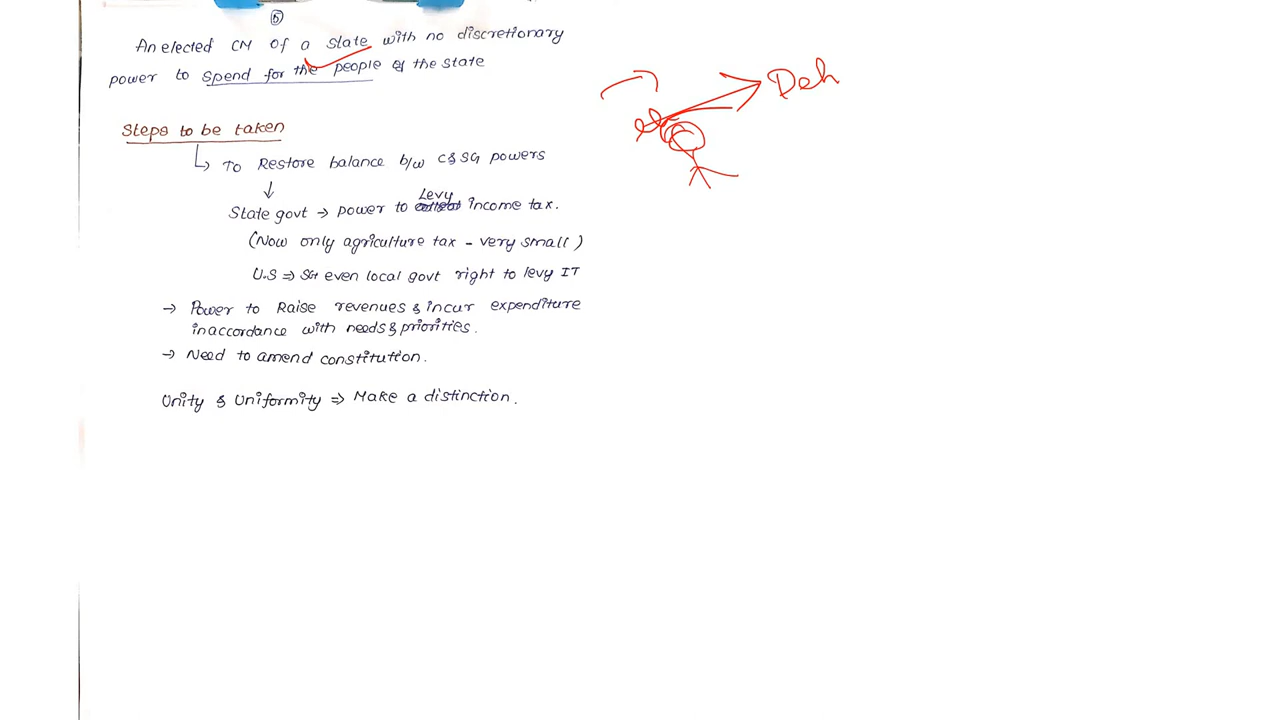 5
An elected CM of a state with no discretionary
power to spend for the people of the state
Steps to be taken
↳ To Restore balance b/w C&SG powers
↓
State govt → power to Levy income tax.
(Now only agriculture tax - very small)
U.S ⇒ SG even local govt right to levy IT
→ Power to Raise revenues & incur expenditure
inaccordance with needs & priorities.
→ Need to amend constitution.
Unity & Uniformity ⇒ Make a distinction.
Deh